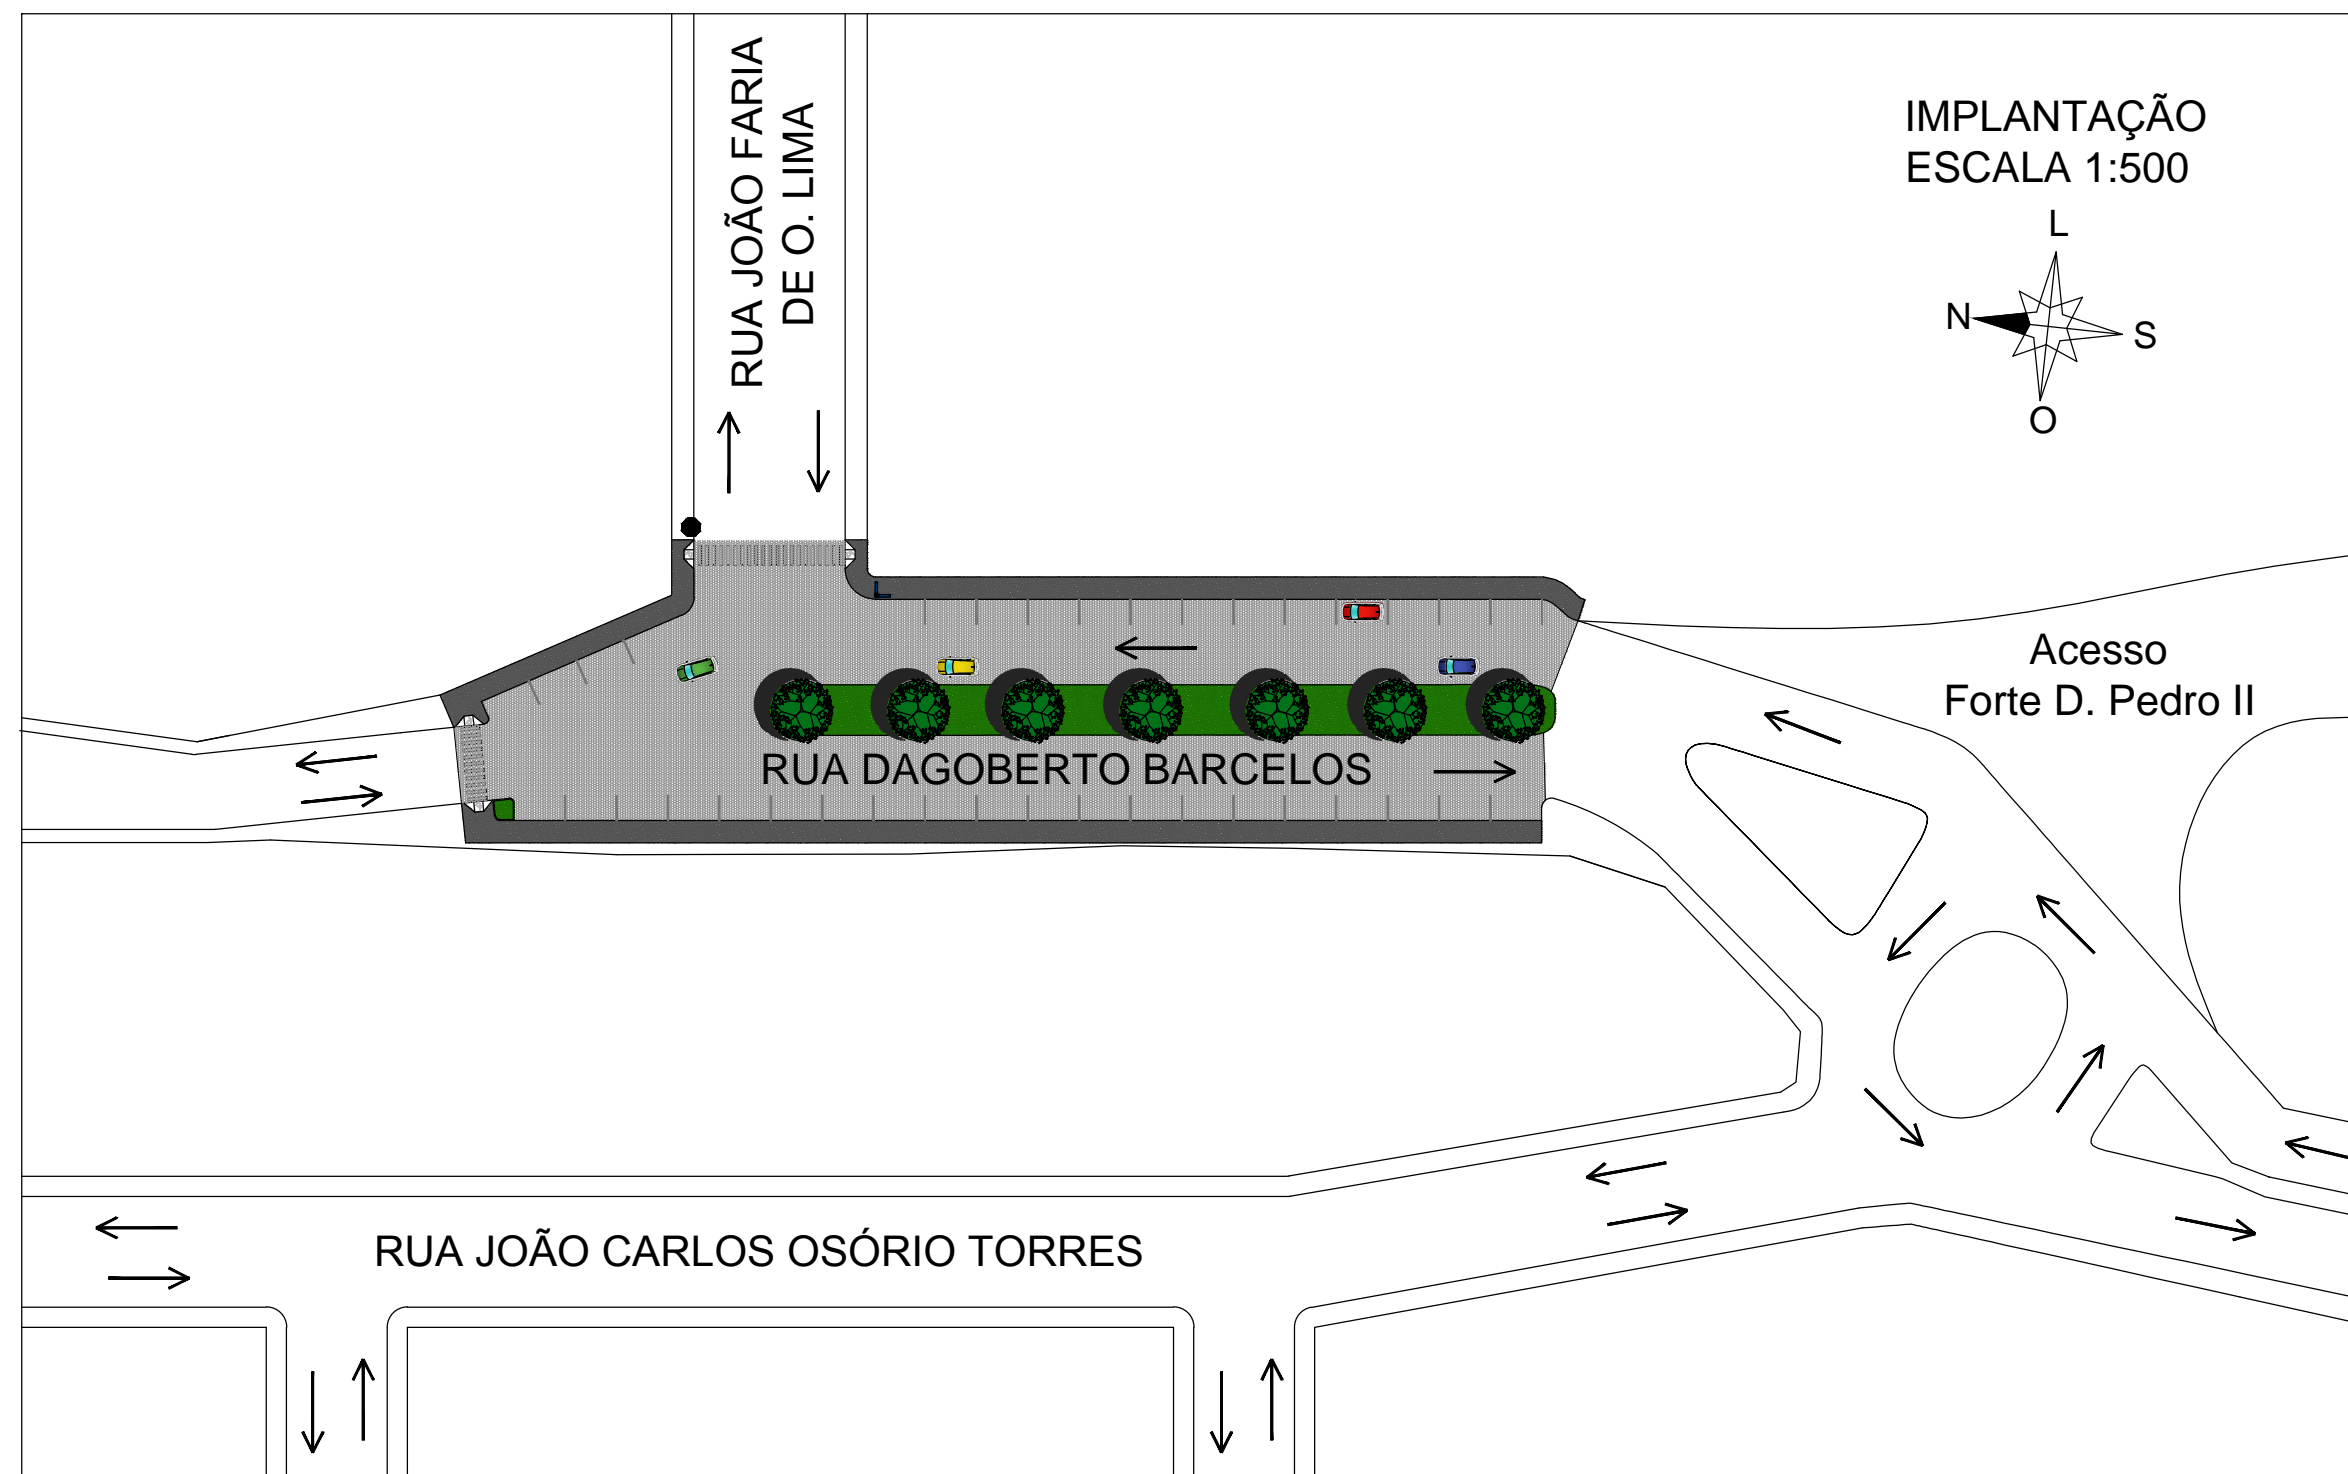 RUA JOÃO FARIA
DE O. LIMA
IMPLANTAÇÃO
ESCALA 1:500
L
N
S
O
Acesso
Forte D. Pedro II
RUA DAGOBERTO BARCELOS
RUA JOÃO CARLOS OSÓRIO TORRES